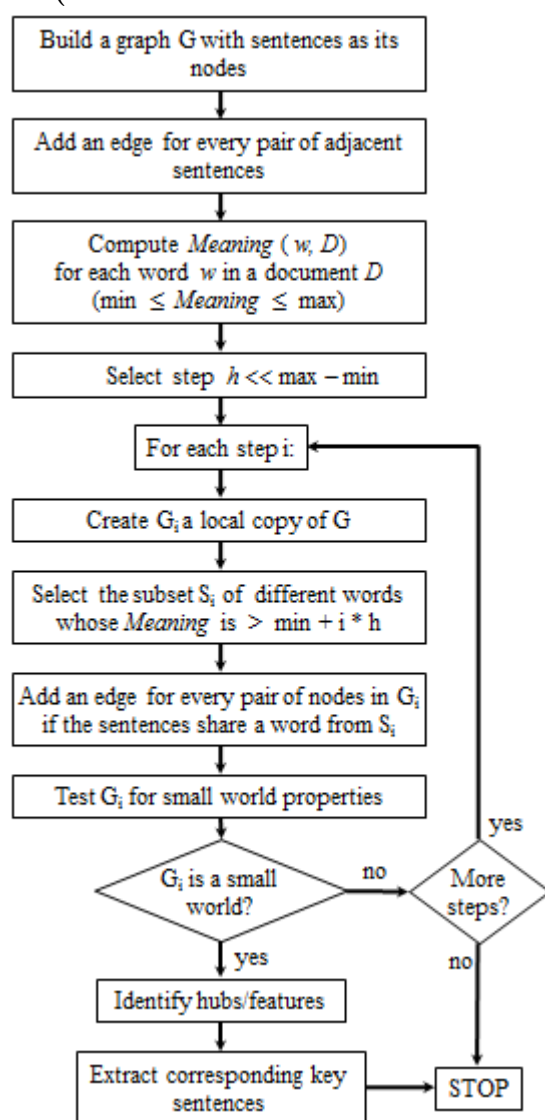 (
Build a graph G with sentences as its
nodes
Add an edge for every pair of adjacent
sentences
Compute Meaning ( w, D)
for each word w in a document D
(min ≤ Meaning ≤ max)
Select step h << max – min
For each step i:
Create Gᵢ a local copy of G
Select the subset Sᵢ of different words
whose Meaning is > min + i * h
Add an edge for every pair of nodes in Gᵢ
if the sentences share a word from Sᵢ
Test Gᵢ for small world properties
Gᵢ is a small
world?
no
More
steps?
yes
yes
no
Identify hubs/features
Extract corresponding key
sentences
STOP